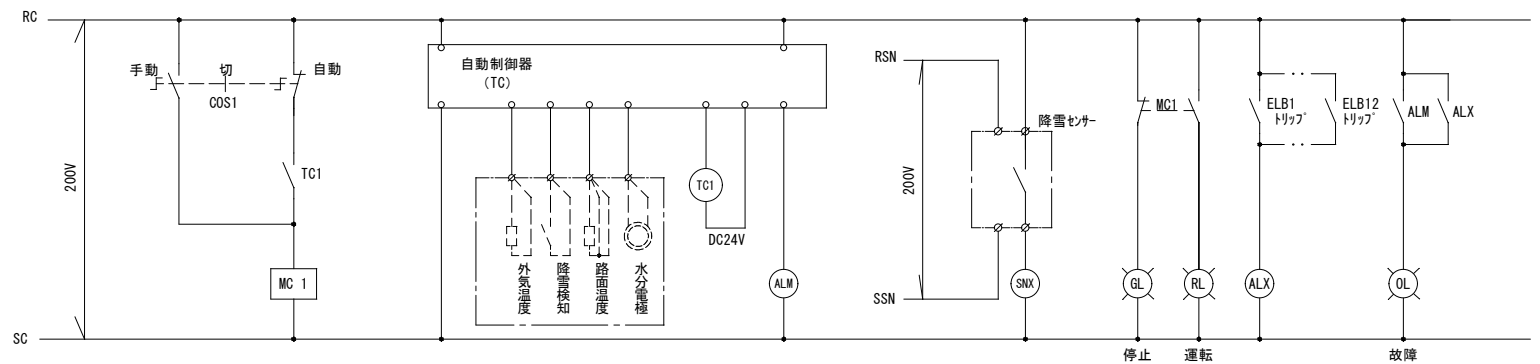 RC
200V
SC
手動
切
自動
COS1
TC1
MC 1
自動制御器
(TC)
外気温度
降雪検知
路面温度
水分電極
TC1
DC24V
ALM
RSN
200V
SSN
降雪センサー
SNX
MC1
GL
停止
RL
運転
ELB1
トリップ
ELB12
トリップ
ALX
ALM
ALX
OL
故障